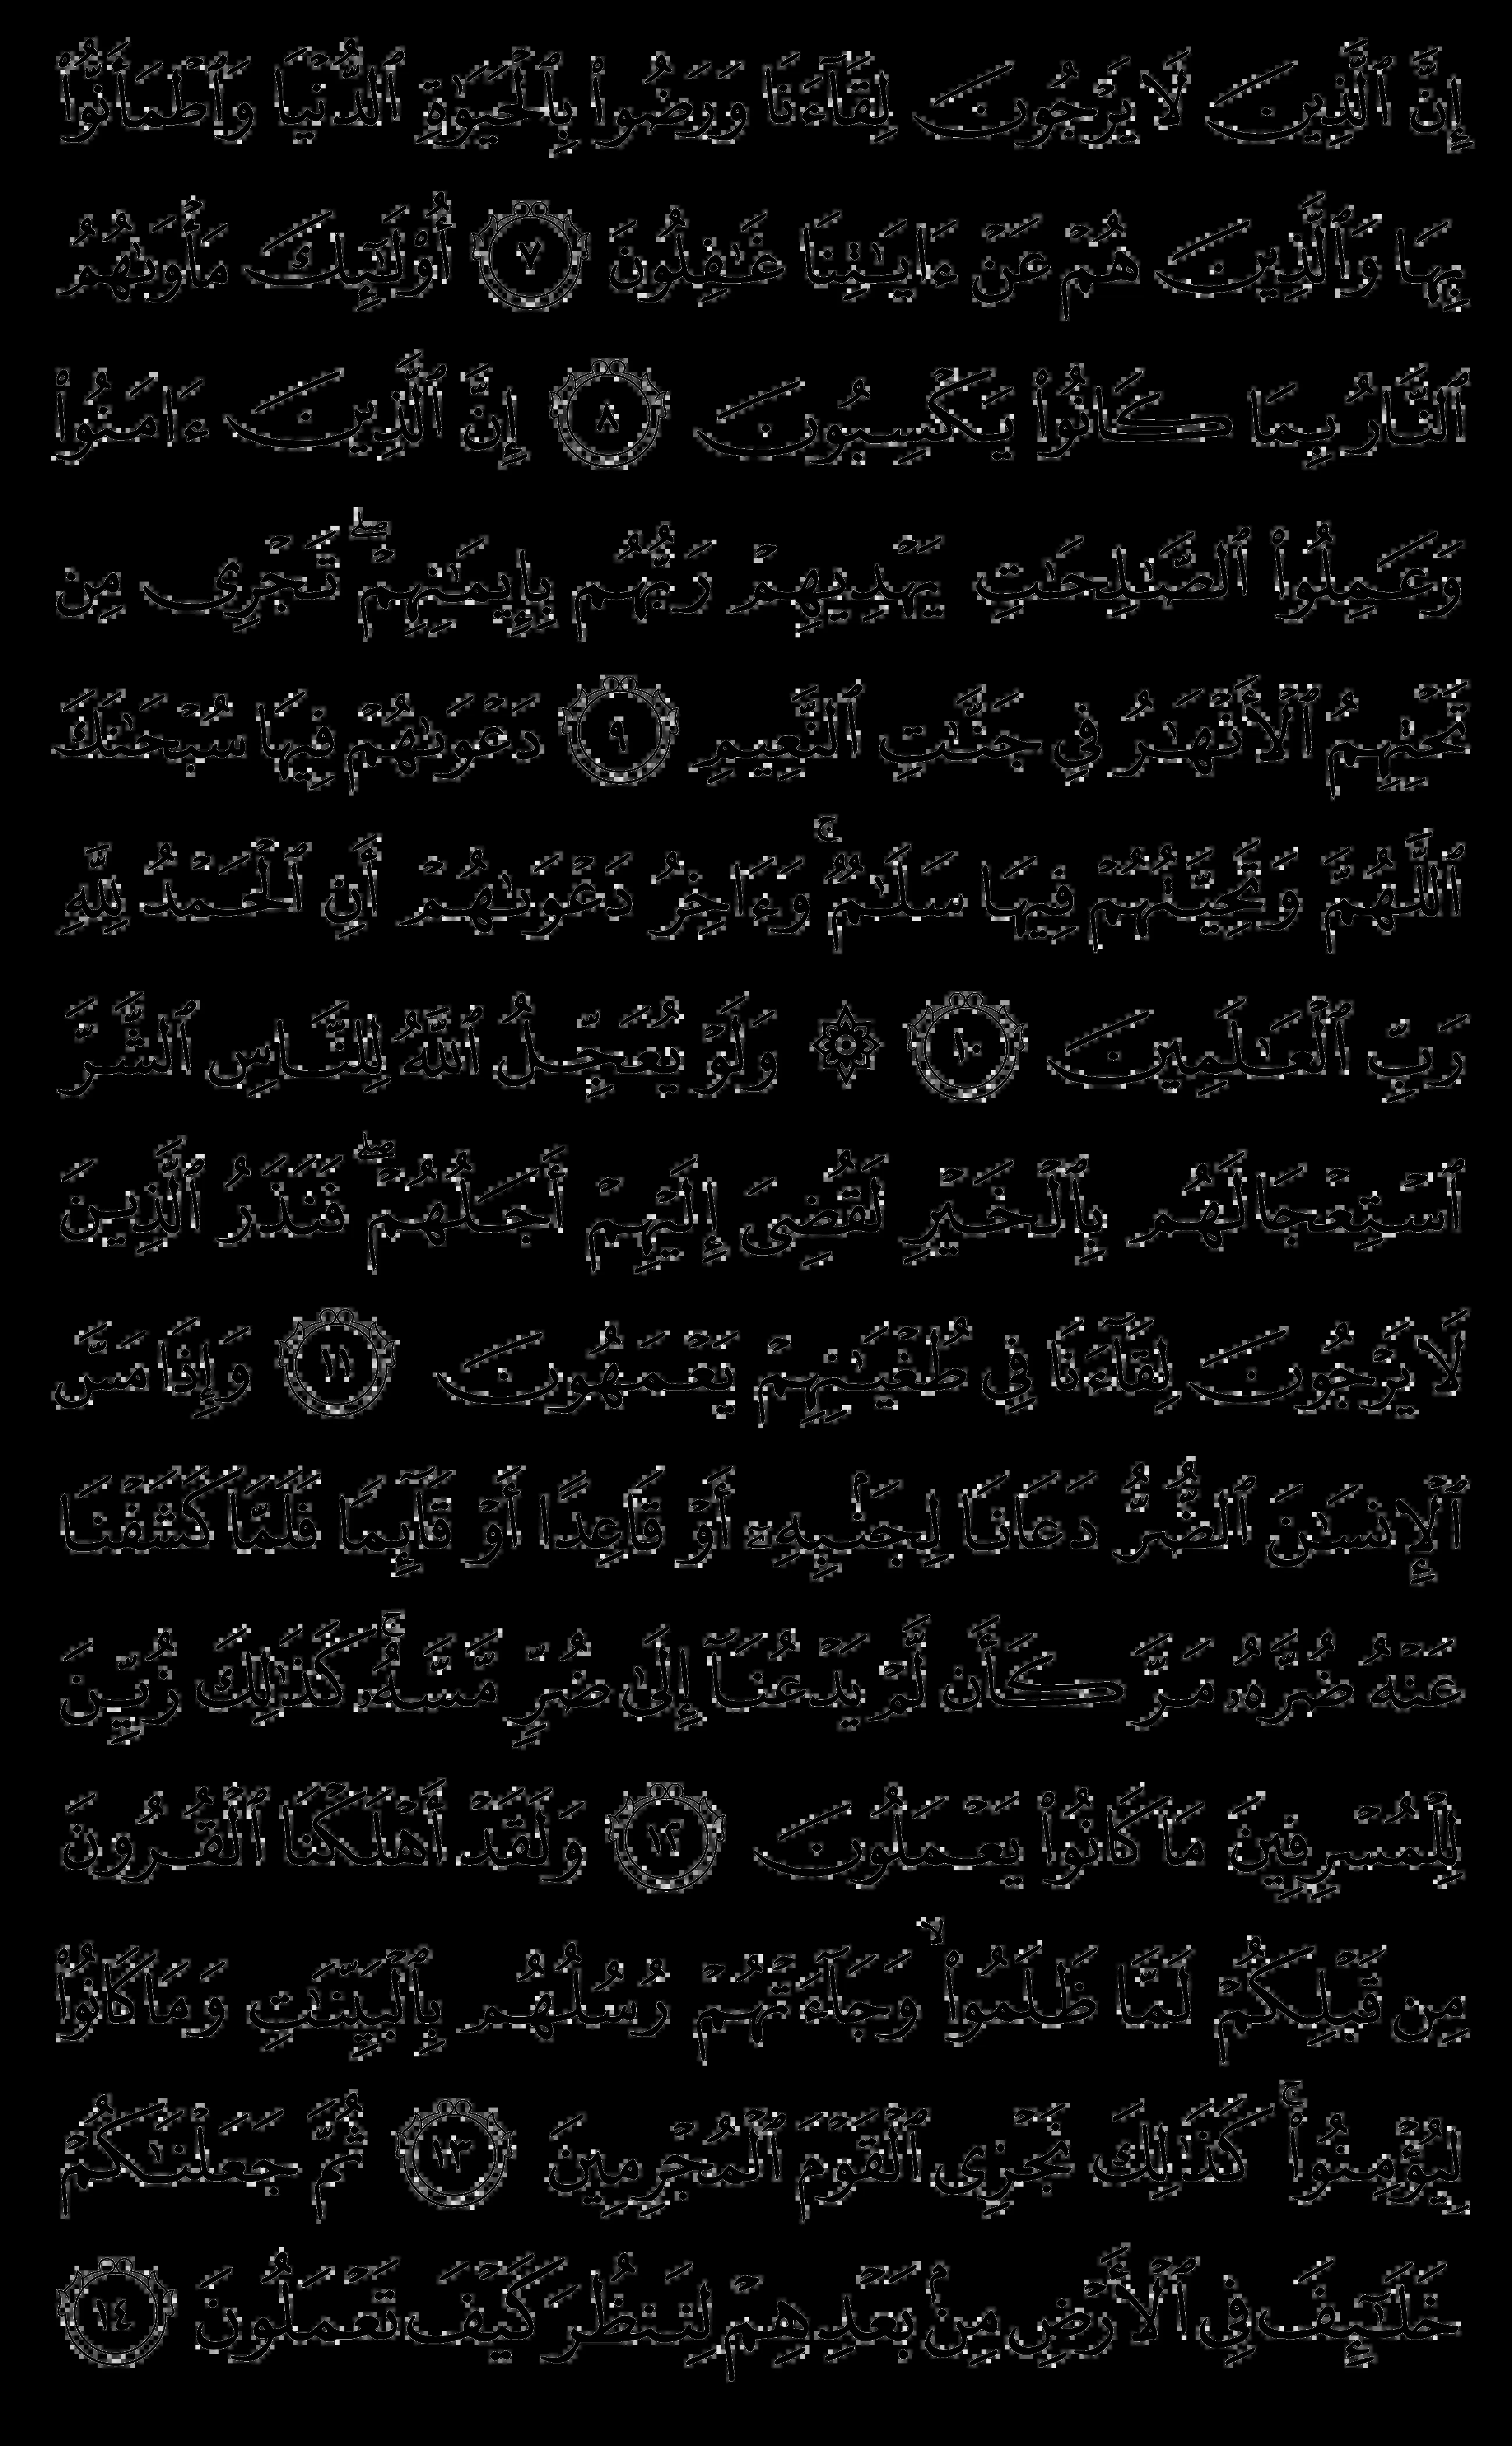 إِنَّ ٱلَّذِينَ لَا يَرْجُونَ لِقَآءَنَا وَرَضُوا۟ بِٱلْحَيَوٰةِ ٱلدُّنْيَا وَٱطْمَأَنُّوا۟
بِهَا وَٱلَّذِينَ هُمْ عَنْ ءَايَـٰتِنَا غَـٰفِلُونَ ٧ أُو۟لَـٰٓئِكَ مَأْوَىٰهُمُ
ٱلنَّارُ بِمَا كَانُوا۟ يَكْسِبُونَ ٨ إِنَّ ٱلَّذِينَ ءَامَنُوا۟
وَعَمِلُوا۟ ٱلصَّـٰلِحَـٰتِ يَهْدِيهِمْ رَبُّهُم بِإِيمَـٰنِهِمْ ۖ تَجْرِى مِن
تَحْتِهِمُ ٱلْأَنْهَـٰرُ فِى جَنَّـٰتِ ٱلنَّعِيمِ ٩ دَعْوَىٰهُمْ فِيهَا سُبْحَـٰنَكَ
ٱللَّهُمَّ وَتَحِيَّتُهُمْ فِيهَا سَلَـٰمٌ ۚ وَءَاخِرُ دَعْوَىٰهُمْ أَنِ ٱلْحَمْدُ لِلَّهِ
رَبِّ ٱلْعَـٰلَمِينَ ١٠ ۞ وَلَوْ يُعَجِّلُ ٱللَّهُ لِلنَّاسِ ٱلشَّرَّ
ٱسْتِعْجَالَهُم بِٱلْخَيْرِ لَقُضِىَ إِلَيْهِمْ أَجَلُهُمْ ۖ فَنَذَرُ ٱلَّذِينَ
لَا يَرْجُونَ لِقَآءَنَا فِى طُغْيَـٰنِهِمْ يَعْمَهُونَ ١١ وَإِذَا مَسَّ
ٱلْإِنسَـٰنَ ٱلضُّرُّ دَعَانَا لِجَنۢبِهِۦٓ أَوْ قَاعِدًا أَوْ قَآئِمًا فَلَمَّا كَشَفْنَا
عَنْهُ ضُرَّهُۥ مَرَّ كَأَن لَّمْ يَدْعُنَآ إِلَىٰ ضُرٍّ مَّسَّهُۥ ۚ كَذَٰلِكَ زُيِّنَ
لِلْمُسْرِفِينَ مَا كَانُوا۟ يَعْمَلُونَ ١٢ وَلَقَدْ أَهْلَكْنَا ٱلْقُرُونَ
مِن قَبْلِكُمْ لَمَّا ظَلَمُوا۟ ۙ وَجَآءَتْهُمْ رُسُلُهُم بِٱلْبَيِّنَـٰتِ وَمَا كَانُوا۟
لِيُؤْمِنُوا۟ ۚ كَذَٰلِكَ نَجْزِى ٱلْقَوْمَ ٱلْمُجْرِمِينَ ١٣ ثُمَّ جَعَلْنَـٰكُمْ
خَلَـٰٓئِفَ فِى ٱلْأَرْضِ مِنۢ بَعْدِهِمْ لِنَنظُرَ كَيْفَ تَعْمَلُونَ ١٤